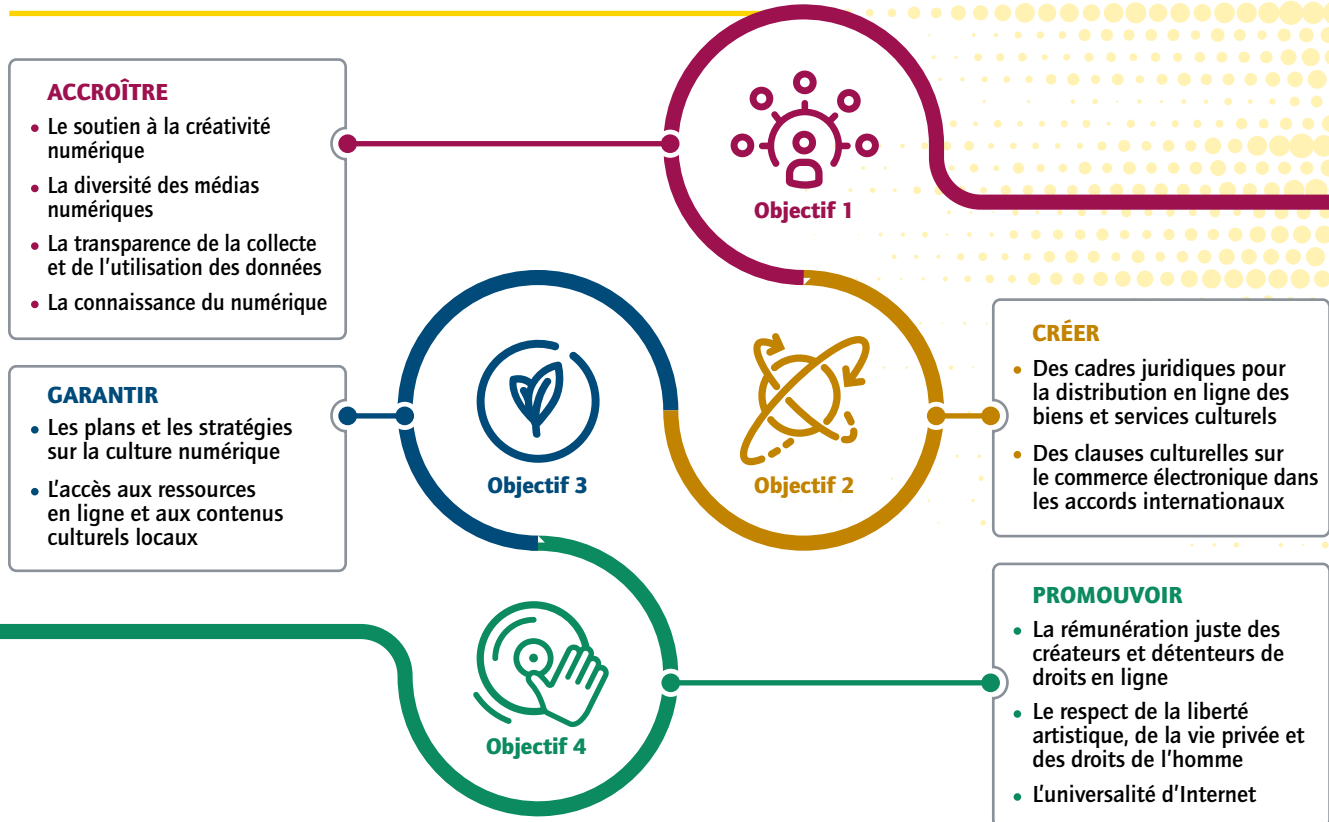 ACCROÎTRE
• Le soutien à la créativité
numérique
• La diversité des médias
numériques
• La transparence de la collecte
et de l'utilisation des données
• La connaissance du numérique
Objectif 1
CRÉER
• Des cadres juridiques pour
la distribution en ligne des
biens et services culturels
• Des clauses culturelles sur
le commerce électronique dans
les accords internationaux
Objectif 2
GARANTIR
• Les plans et les stratégies
sur la culture numérique
• L'accès aux ressources
en ligne et aux contenus
culturels locaux
Objectif 3
PROMOUVOIR
• La rémunération juste des
créateurs et détenteurs de
droits en ligne
• Le respect de la liberté
artistique, de la vie privée et
des droits de l'homme
• L'universalité d'Internet
Objectif 4